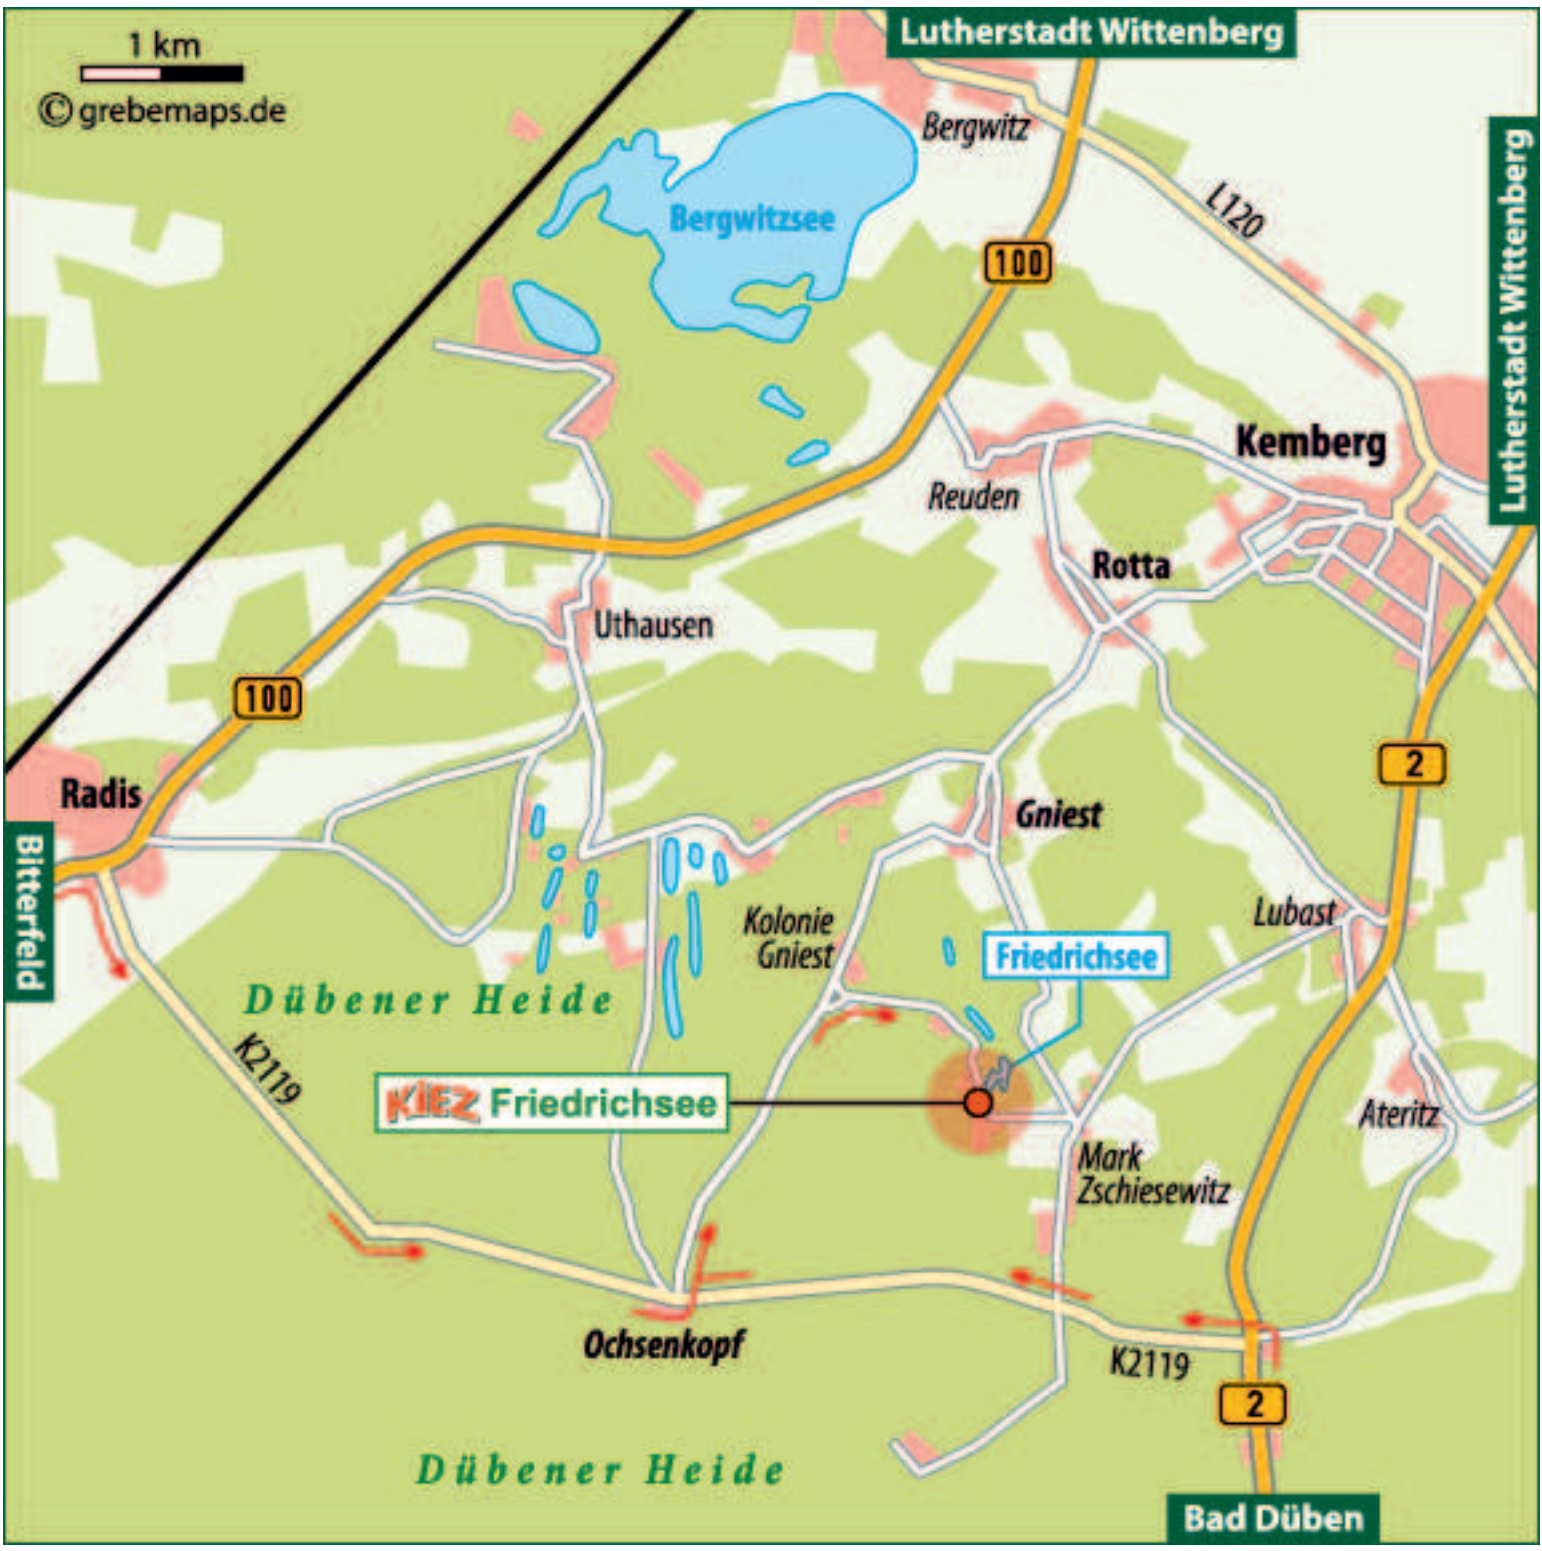 Lutherstadt Wittenberg
1 km
© grebemaps.de
Bergwitz
Lutherstadt Wittenberg
L120
Bergwitzsee
100
Kemberg
Reuden
Rotta
Uthausen
100
2
Radis
Gniest
Bitterfeld
Lubast
Kolonie
Gniest
Friedrichsee
Dübener Heide
K2119
KiEZ Friedrichsee
Ateritz
Mark
Zschiesewitz
Ochsenkopf
K2119
2
Dübener Heide
Bad Düben